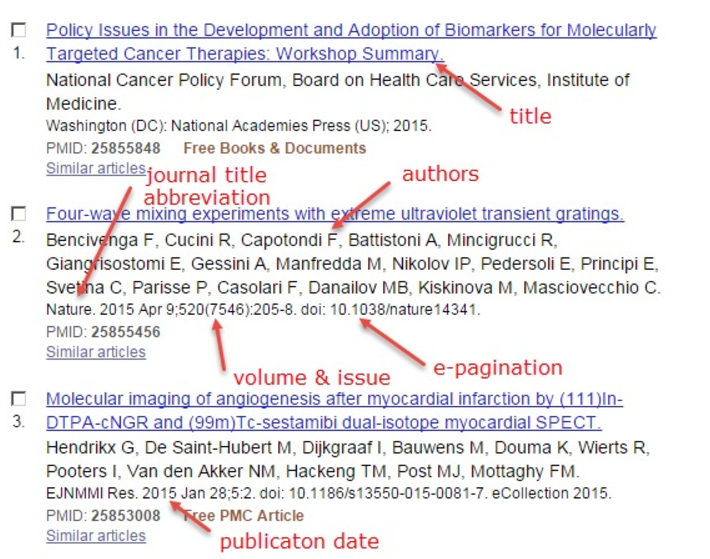 Policy Issues in the Development and Adoption of Biomarkers for Molecularly
1. Targeted Cancer Therapies: Workshop Summary.
National Cancer Policy Forum, Board on Health Care Services, Institute of
Medicine.
title
Washington (DC): National Academies Press (US); 2015.
PMID: 25855848 Free Books & Documents
Similar articles
journal title
abbreviation
authors
Four-wave mixing experiments with extreme ultraviolet transient gratings.
2. Bencivenga F, Cucini R, Capotondi F, Battistoni A, Mincigrucci R,
Giangrisostomi E, Gessini A, Manfredda M, Nikolov IP, Pedersoli E, Principi E,
Svetina C, Parisse P, Casolari F, Danailov MB, Kiskinova M, Masciovecchio C.
Nature. 2015 Apr 9;520(7546):205-8. doi: 10.1038/nature14341.
PMID: 25855456
Similar articles
volume & issue
e-pagination
Molecular imaging of angiogenesis after myocardial infarction by (111)In-
3. DTPA-cNGR and (99m)Tc-sestamibi dual-isotope myocardial SPECT.
Hendrikx G, De Saint-Hubert M, Dijkgraaf I, Bauwens M, Douma K, Wierts R,
Pooters I, Van den Akker NM, Hackeng TM, Post MJ, Mottaghy FM.
EJNMMI Res. 2015 Jan 28;5:2. doi: 10.1186/s13550-015-0081-7. eCollection 2015.
PMID: 25853008 Free PMC Article
Similar articles
publicaton date